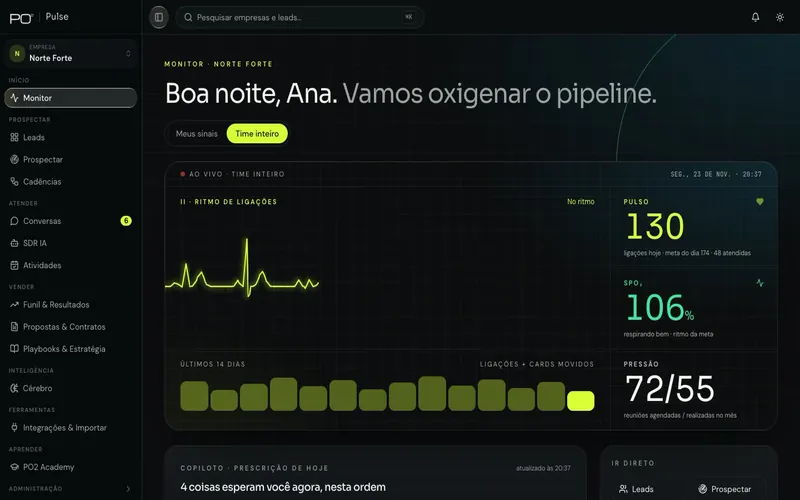 PO² Pulse
Pesquisar empresas e leads..
⌘K
N
EMPRESA
Norte Forte
INÍCIO
Monitor
PROSPECTAR
Leads
Prospectar
Cadências
ATENDER
Conversas 6
SDR IA
Atividades
VENDER
Funil & Resultados
Propostas & Contratos
Playbooks & Estratégia
INTELIGÊNCIA
Cérebro
FERRAMENTAS
Integrações & Importar
APRENDER
PO2 Academy
ADMINISTRAÇÃO
MONITOR · NORTE FORTE
Boa noite, Ana. Vamos oxigenar o pipeline.
Meus sinais Time inteiro
AO VIVO · TIME INTEIRO
SEG., 23 DE NOV. · 20:37
II · RITMO DE LIGAÇÕES
No ritmo
PULSO
130
ligações hoje · meta do dia 174 · 48 atendidas
SPO₂
106%
respirando bem · ritmo da meta
ÚLTIMOS 14 DIAS
LIGAÇÕES + CARDS MOVIDOS
PRESSÃO
72/55
reuniões agendadas / realizadas no mês
COPILOTO · PRESCRIÇÃO DE HOJE
atualizado às 20:37
4 coisas esperam você agora, nesta ordem
IR DIRETO
Leads
Prospectar